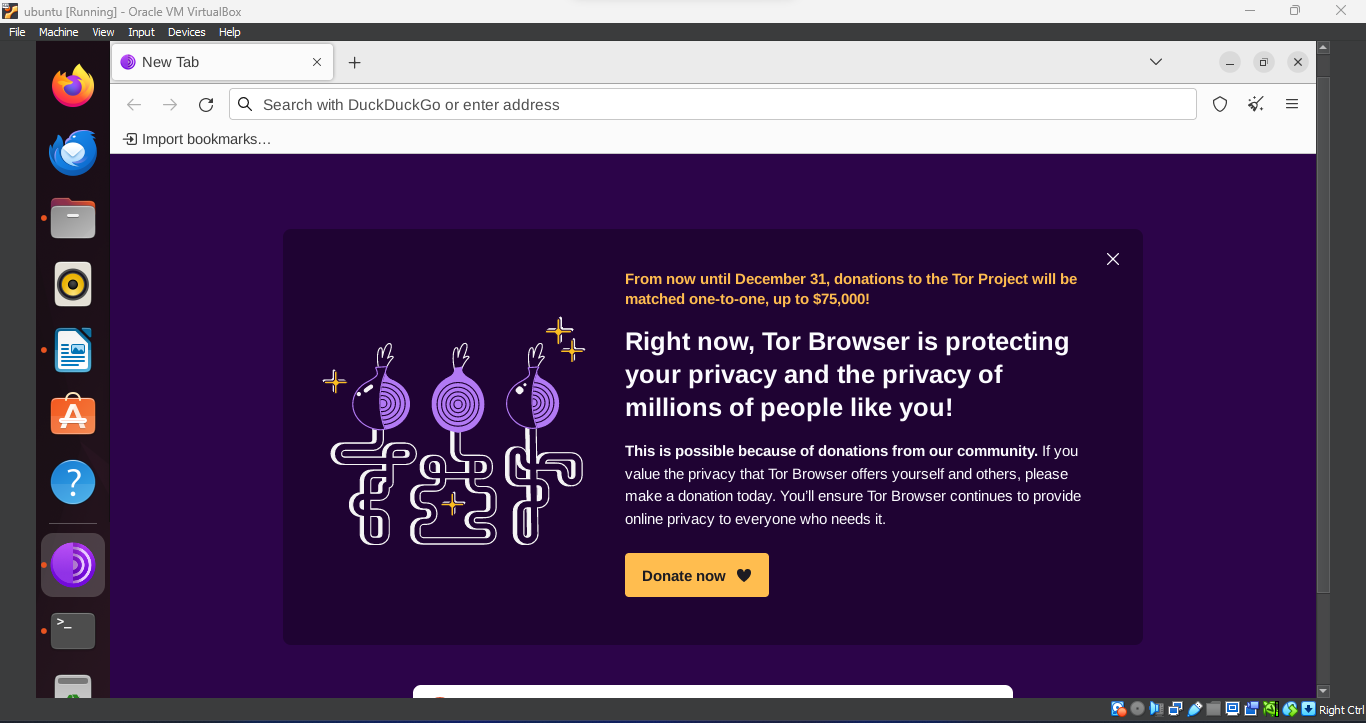 ubuntu [Running] - Oracle VM VirtualBox
File Machine View Input Devices Help
New Tab
Search with DuckDuckGo or enter address
Import bookmarks…
From now until December 31, donations to the Tor Project will be
matched one-to-one, up to $75,000!
Right now, Tor Browser is protecting
your privacy and the privacy of
millions of people like you!
This is possible because of donations from our community. If you
value the privacy that Tor Browser offers yourself and others, please
make a donation today. You'll ensure Tor Browser continues to provide
online privacy to everyone who needs it.
Donate now
Right Ctrl